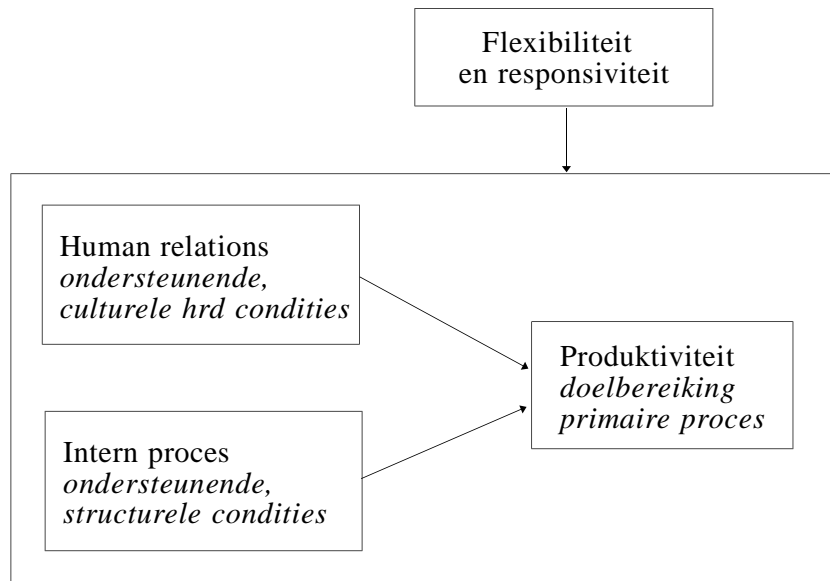 Flexibiliteit
en responsiviteit
Human relations
ondersteunende,
culturele hrd condities
Produktiviteit
doelbereiking
primaire proces
Intern proces
ondersteunende,
structurele condities